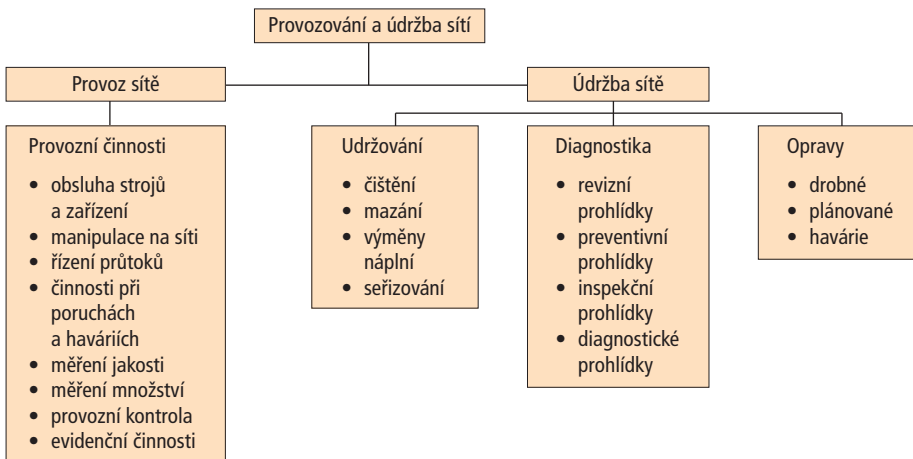 Provozování a údržba sítí
Provoz sítě
Údržba sítě
Provozní činnosti
• obsluha strojů
a zařízení
• manipulace na síti
• řízení průtoků
• činnosti při
poruchách
a haváriích
• měření jakosti
• měření množství
• provozní kontrola
• evidenční činnosti
Udržování
• čištění
• mazání
• výměny
náplní
• seřizování
Diagnostika
• revizní
prohlídky
• preventivní
prohlídky
• inspekční
prohlídky
• diagnostické
prohlídky
Opravy
• drobné
• plánované
• havárie